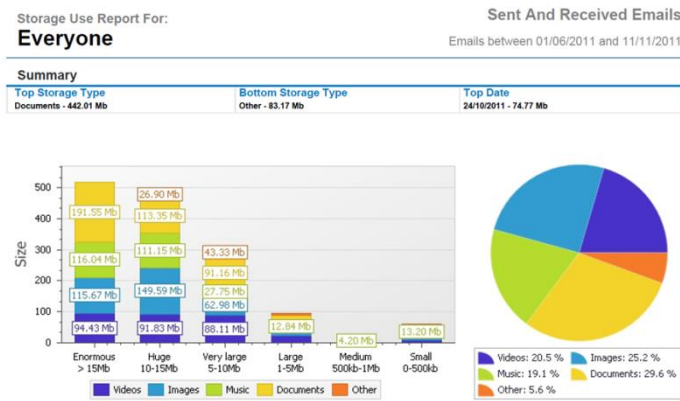 Storage Use Report For:
Everyone
Sent And Received Emails
Emails between 01/06/2011 and 11/11/2011
Summary
Top Storage Type
Documents - 442.01 Mb
Bottom Storage Type
Other - 83.17 Mb
Top Date
24/10/2011 - 74.77 Mb
Size
500
400
300
200
100
0
191.55 Mb
116.04 Mb
115.67 Mb
94.43 Mb
26.90 Mb
113.35 Mb
111.15 Mb
149.59 Mb
91.83 Mb
43.33 Mb
91.16 Mb
27.75 Mb
62.98 Mb
88.11 Mb
12.84 Mb
4.20 Mb
13.20 Mb
Enormous
> 15Mb
Huge
10-15Mb
Very large
5-10Mb
Large
1-5Mb
Medium
500kb-1Mb
Small
0-500kb
Videos Images Music Documents Other
Videos: 20.5 % Images: 25.2 %
Music: 19.1 % Documents: 29.6 %
Other: 5.6 %